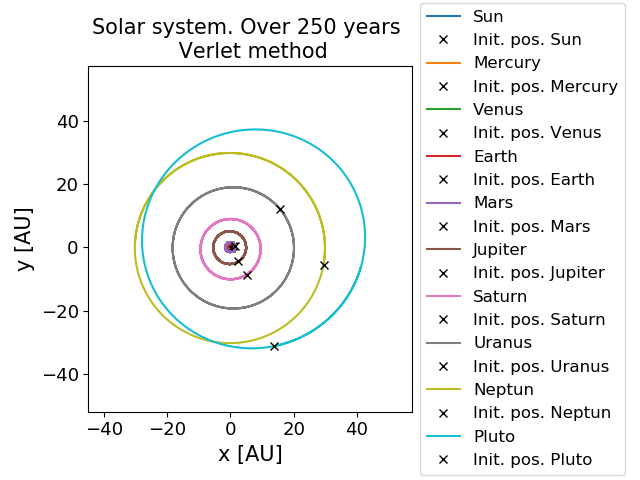 Solar system. Over 250 years
Verlet method
y [AU]
40
20
0
−20
−40
−40
−20
0
20
40
x [AU]
Sun
Init. pos. Sun
Mercury
Init. pos. Mercury
Venus
Init. pos. Venus
Earth
Init. pos. Earth
Mars
Init. pos. Mars
Jupiter
Init. pos. Jupiter
Saturn
Init. pos. Saturn
Uranus
Init. pos. Uranus
Neptun
Init. pos. Neptun
Pluto
Init. pos. Pluto